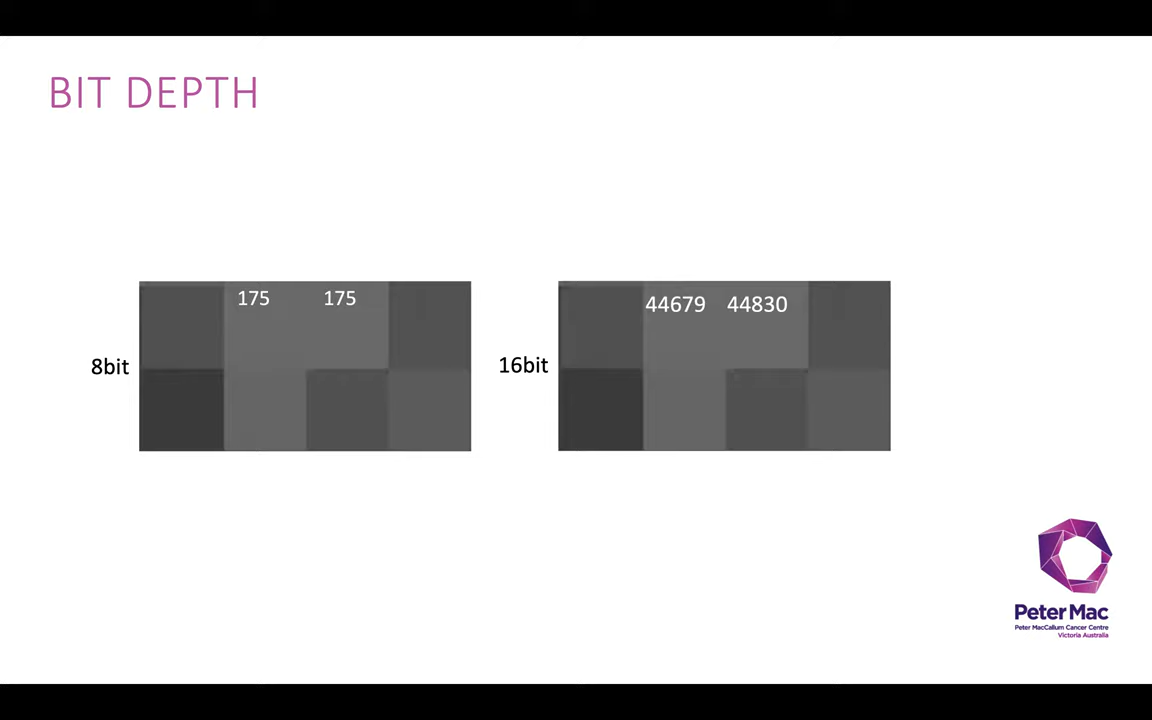 BIT DEPTH
8bit
175 175
16bit
44679 44830
Peter Mac
Peter MacCallum Cancer Centre
Victoria Australia